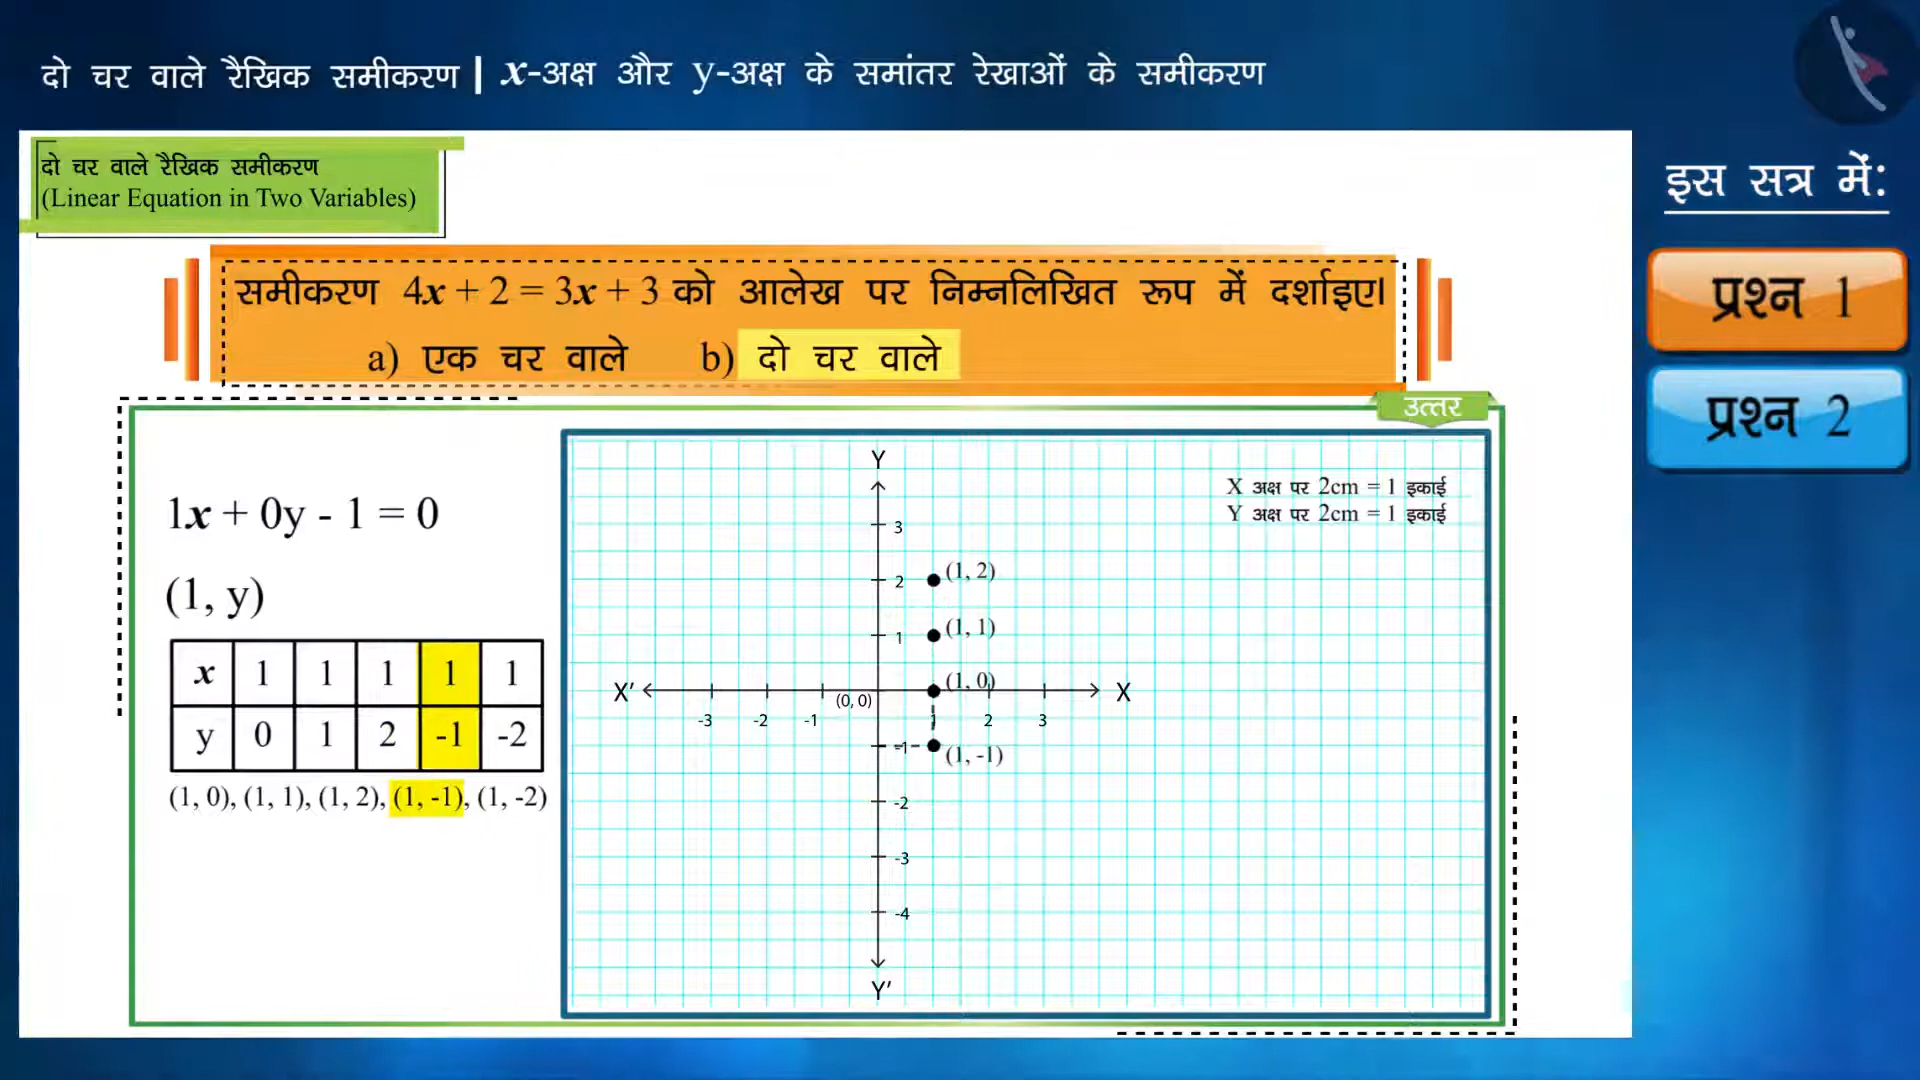 दो चर वाले रैखिक समीकरण | x-अक्ष और y-अक्ष के समांतर रेखाओं के समीकरण
इस सत्र में:
प्रश्न 1
प्रश्न 2
दो चर वाले रैखिक समीकरण
(Linear Equation in Two Variables)
समीकरण 4x + 2 = 3x + 3 को आलेख पर निम्नलिखित रूप में दर्शाइए।
a) एक चर वाले b) दो चर वाले
उत्तर
1x + 0y - 1 = 0
(1, y)
x 1 1 1 1 1
y 0 1 2 -1 -2
(1, 0), (1, 1), (1, 2), (1, -1), (1, -2)
X अक्ष पर 2cm = 1 इकाई
Y अक्ष पर 2cm = 1 इकाई
Y
3
2 (1, 2)
1 (1, 1)
X' (0, 0) (1, 0) X
-3 -2 -1 1 2 3
-1 (1, -1)
-2
-3
-4
Y'